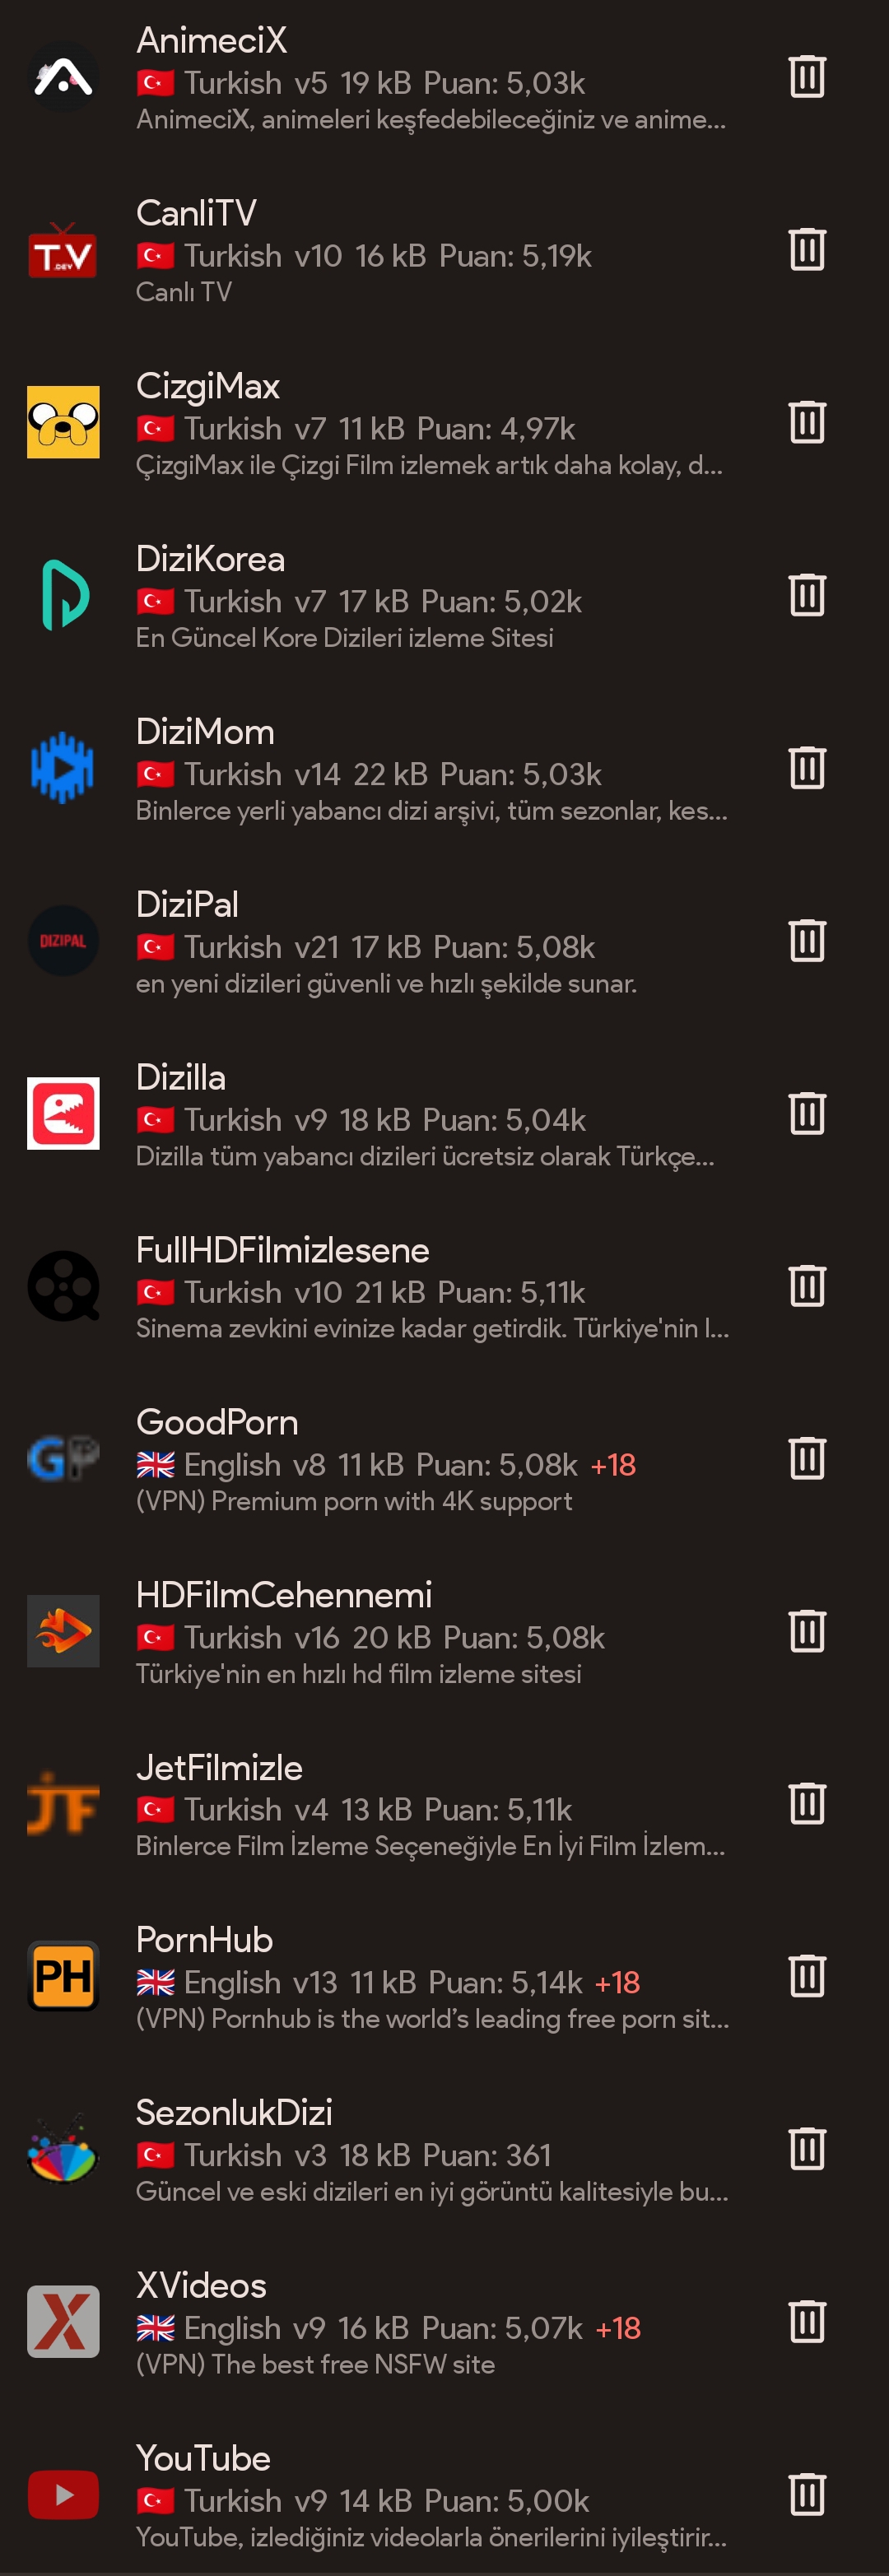 AnimeciX
Turkish v5 19 kB Puan: 5,03k
AnimeciX, animeleri keşfedebileceğiniz ve anime...
T.V
.DEV
CanliTV
Turkish v10 16 kB Puan: 5,19k
Canlı TV
CizgiMax
Turkish v7 11 kB Puan: 4,97k
ÇizgiMax ile Çizgi Film izlemek artık daha kolay, d...
DiziKorea
Turkish v7 17 kB Puan: 5,02k
En Güncel Kore Dizileri izleme Sitesi
DiziMom
Turkish v14 22 kB Puan: 5,03k
Binlerce yerli yabancı dizi arşivi, tüm sezonlar, kes...
DIZIPAL
DiziPal
Turkish v21 17 kB Puan: 5,08k
en yeni dizileri güvenli ve hızlı şekilde sunar.
Dizilla
Turkish v9 18 kB Puan: 5,04k
Dizilla tüm yabancı dizileri ücretsiz olarak Türkçe...
FullHDFilmizlesene
Turkish v10 21 kB Puan: 5,11k
Sinema zevkini evinize kadar getirdik. Türkiye'nin l...
GP
GoodPorn
English v8 11 kB Puan: 5,08k +18
(VPN) Premium porn with 4K support
HDFilmCehennemi
Turkish v16 20 kB Puan: 5,08k
Türkiye'nin en hızlı hd film izleme sitesi
JF
JetFilmizle
Turkish v4 13 kB Puan: 5,11k
Binlerce Film İzleme Seçeneğiyle En İyi Film İzlem...
PH
PornHub
English v13 11 kB Puan: 5,14k +18
(VPN) Pornhub is the world’s leading free porn sit...
SezonlukDizi
Turkish v3 18 kB Puan: 361
Güncel ve eski dizileri en iyi görüntü kalitesiyle bu...
X
XVideos
English v9 16 kB Puan: 5,07k +18
(VPN) The best free NSFW site
YouTube
Turkish v9 14 kB Puan: 5,00k
YouTube, izlediğiniz videolarla önerilerini iyileştirir...